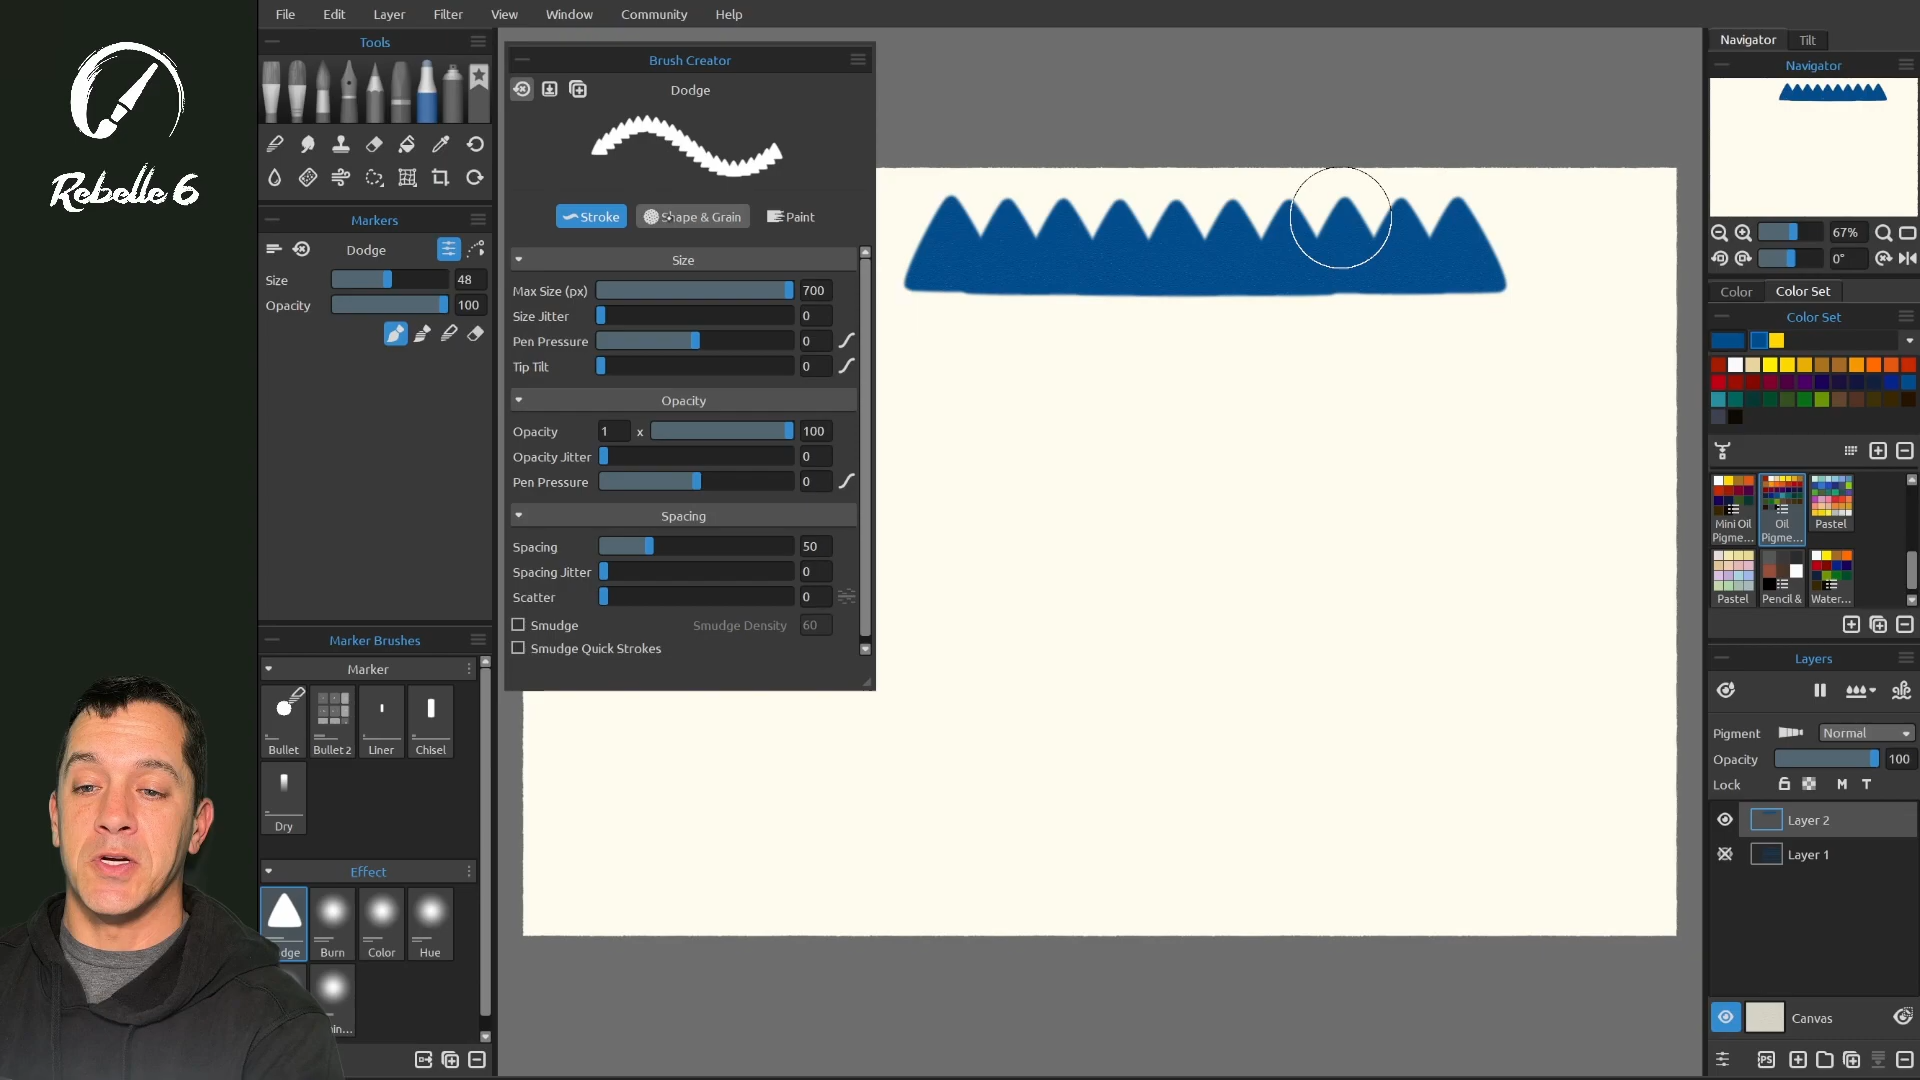 Rebelle 6
File Edit Layer Filter View Window Community Help
Tools
Markers
Dodge
Size 48
Opacity 100
Marker Brushes
Marker
Bullet Bullet 2 Liner Chisel
Dry
Effect
dge Burn Color Hue
in...
Brush Creator
Dodge
Stroke Shape & Grain Paint
Size
Max Size (px) 700
Size Jitter 0
Pen Pressure 0
Tip Tilt 0
Opacity
Opacity 1 x 100
Opacity Jitter 0
Pen Pressure 0
Spacing
Spacing 50
Spacing Jitter 0
Scatter 0
Smudge Smudge Density 60
Smudge Quick Strokes
Navigator Tilt
Navigator
67%
0°
Color Color Set
Color Set
Mini Oil Pigme... Oil Pigme... Pastel
Pastel Pencil & Water...
Layers
Pigment Normal
Opacity 100
Lock M T
Layer 2
Layer 1
Canvas
PS